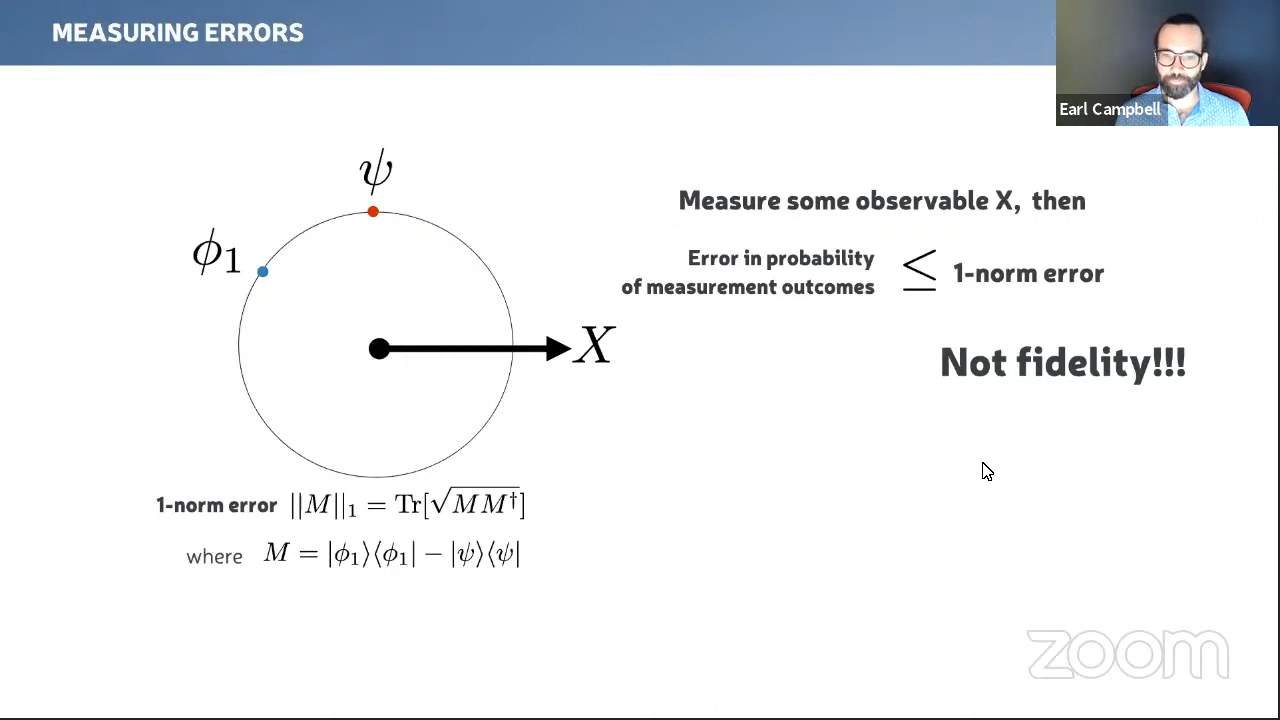 MEASURING ERRORS
Earl Campbell
ψ
ϕ₁
X
Measure some observable X, then
Error in probability
of measurement outcomes
≤ 1-norm error
Not fidelity!!!
1-norm error ||M||₁ = Tr[√MM†]
where M = |ϕ₁⟩⟨ϕ₁| − |ψ⟩⟨ψ|
zoom